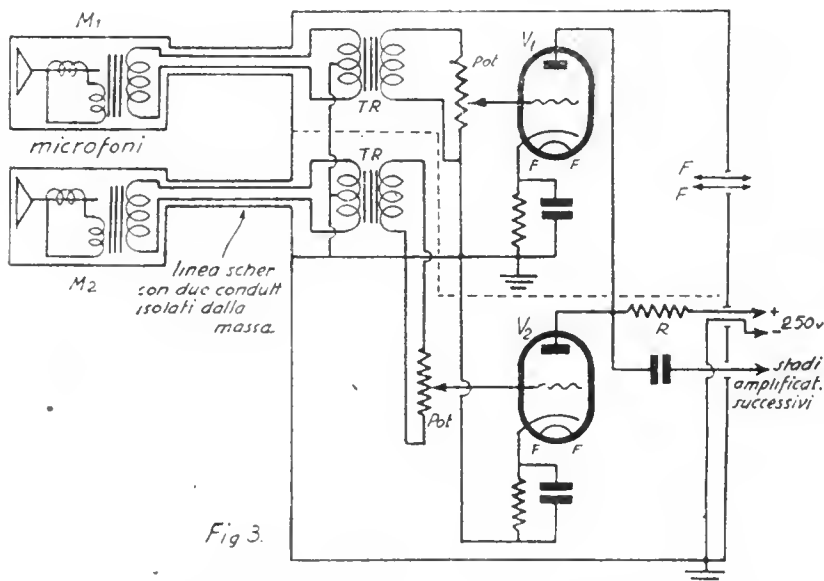 M1
microfoni
M2
linea scher
con due condutt
isolati dalla
massa.
TR
TR
Pot
V1
F F
Pot
V2
F F
F
F
R
+
- 250v
stadi
amplificat.
successivi
Fig 3.